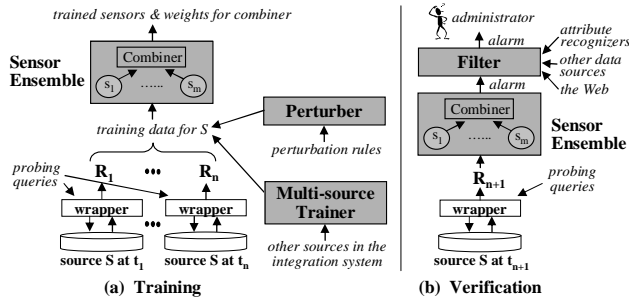 trained sensors & weights for combiner
Sensor
Ensemble
Combiner
s1
......
sm
training data for S
Perturber
perturbation rules
probing
queries
R1
•••
Rn
wrapper
•••
wrapper
Multi-source
Trainer
source S at t1
source S at tn
other sources in the
integration system
(a) Training
administrator
alarm
Filter
attribute
recognizers
other data
sources
the Web
alarm
Combiner
s1
......
sm
Sensor
Ensemble
Rn+1
probing
queries
wrapper
source S at tn+1
(b) Verification